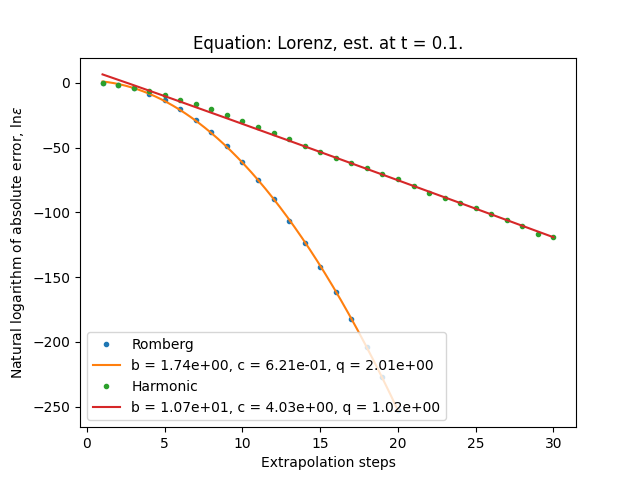 Equation: Lorenz, est. at t = 0.1.
Natural logarithm of absolute error, lnε
0
−50
−100
−150
−200
−250
Romberg
b = 1.74e+00, c = 6.21e-01, q = 2.01e+00
Harmonic
b = 1.07e+01, c = 4.03e+00, q = 1.02e+00
0 5 10 15 20 25 30
Extrapolation steps